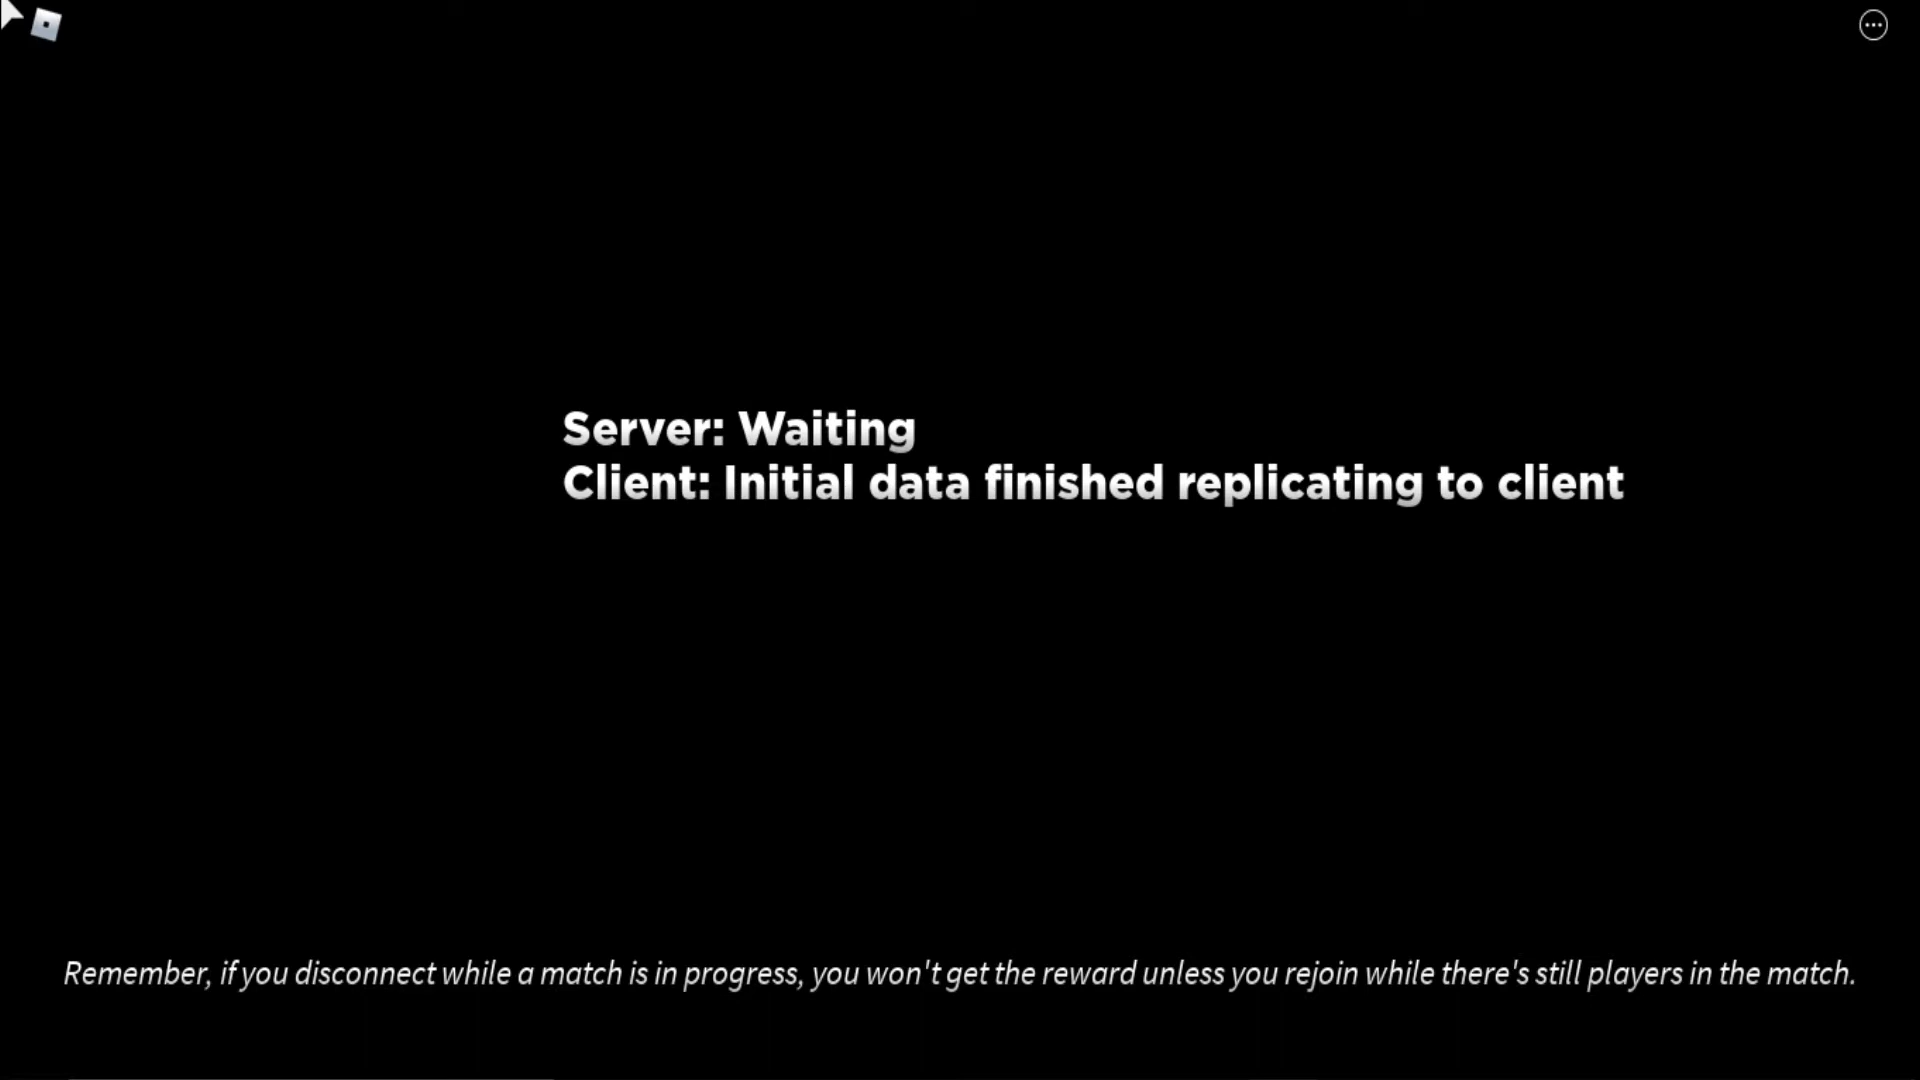 Server: Waiting
Client: Initial data finished replicating to client
Remember, if you disconnect while a match is in progress, you won't get the reward unless you rejoin while there's still players in the match.